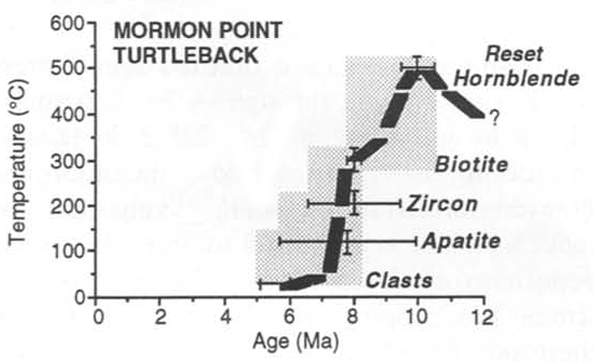 MORMON POINT
TURTLEBACK
Temperature (°C)
600
500
400
300
200
100
0
Reset
Hornblende
?
Biotite
Zircon
Apatite
Clasts
0 2 4 6 8 10 12
Age (Ma)